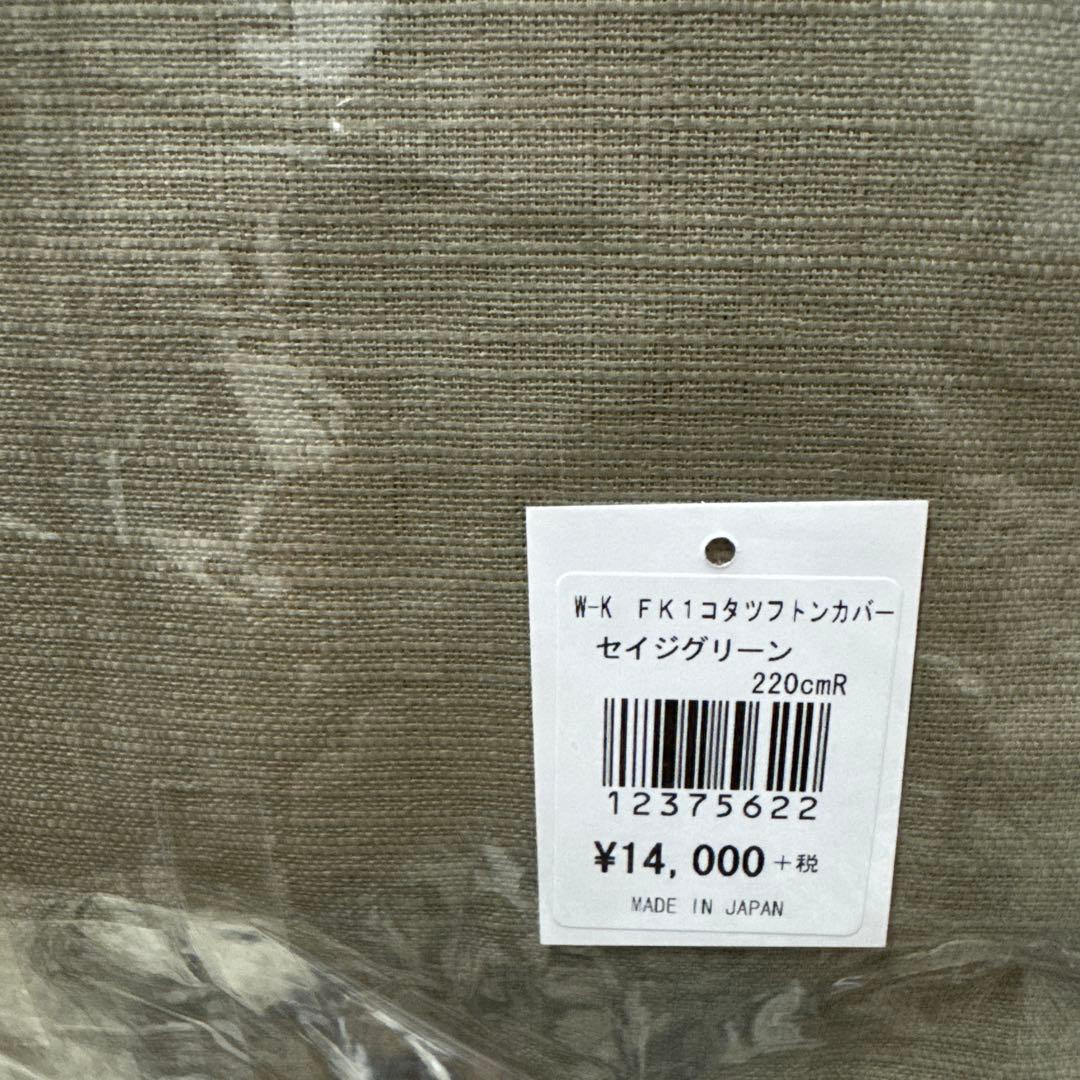 W-K FK1コタツフトンカバー
セイジグリーン
220cmR
12375622
¥14,000+税
MADE IN JAPAN